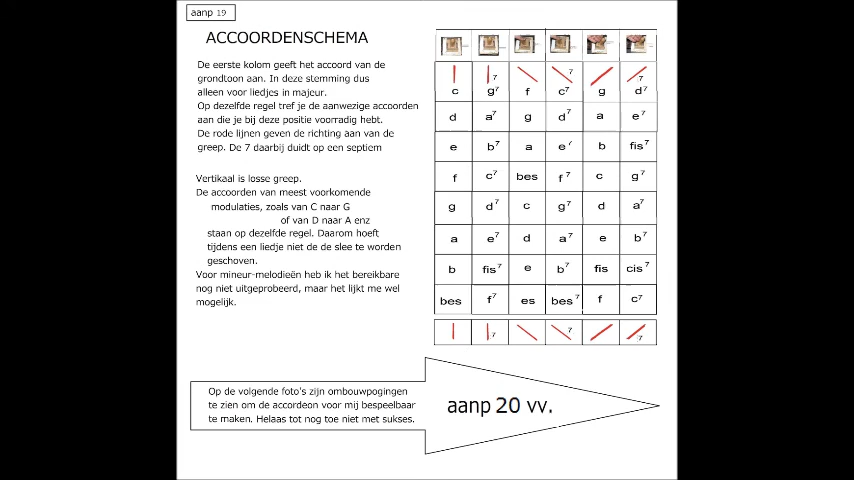 aanp 19
ACCOORDENSCHEMA
De eerste kolom geeft het accoord van de
grondtoon aan. In deze stemming dus
alleen voor liedjes in majeur.
Op dezelfde regel tref je de aanwezige accoorden
aan die je bij deze positie voorradig hebt.
De rode lijnen geven de richting aan van de
greep. De 7 daarbij duidt op een septiem
Vertikaal is losse greep.
De accoorden van meest voorkomende
modulaties, zoals van C naar G
of van D naar A enz
staan op dezelfde regel. Daarom hoeft
tijdens een liedje niet de de slee te worden
geschoven.
Voor mineur-melodieën heb ik het bereikbare
nog niet uitgeprobeerd, maar het lijkt me wel
mogelijk.
7 7 7
c g7 f c7 g d7
d a7 g d7 a e7
e b7 a e7 b fis7
f c7 bes f7 c g7
g d7 c g7 d a7
a e7 d a7 e b7
b fis7 e b7 fis cis7
bes f7 es bes7 f c7
7 7 7
Op de volgende foto's zijn ombouwpogingen
te zien om de accordeon voor mij bespeelbaar
te maken. Helaas tot nog toe niet met sukses.
aanp 20 vv.